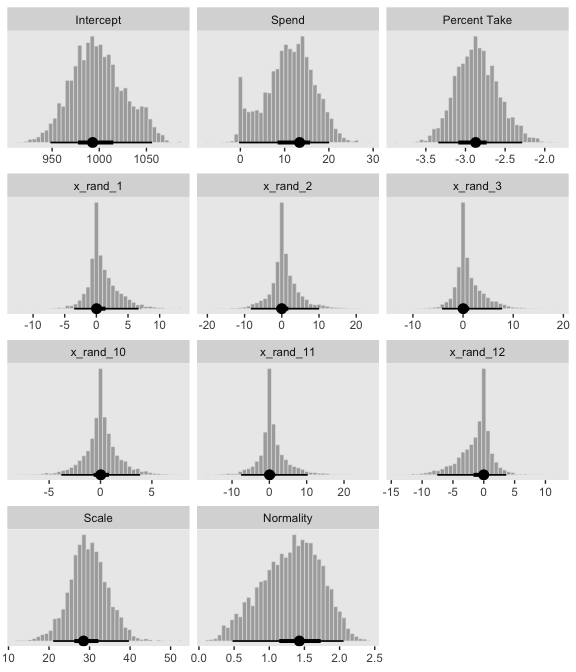 Intercept Spend Percent Take
950 1000 1050 0 10 20 30 -3.5 -3.0 -2.5 -2.0
x_rand_1 x_rand_2 x_rand_3
-10 -5 0 5 10 -20 -10 0 10 20 -10 0 10 20
x_rand_10 x_rand_11 x_rand_12
-5 0 5 -10 0 10 20 -15 -10 -5 0 5 10
Scale Normality
10 20 30 40 50 0.0 0.5 1.0 1.5 2.0 2.5